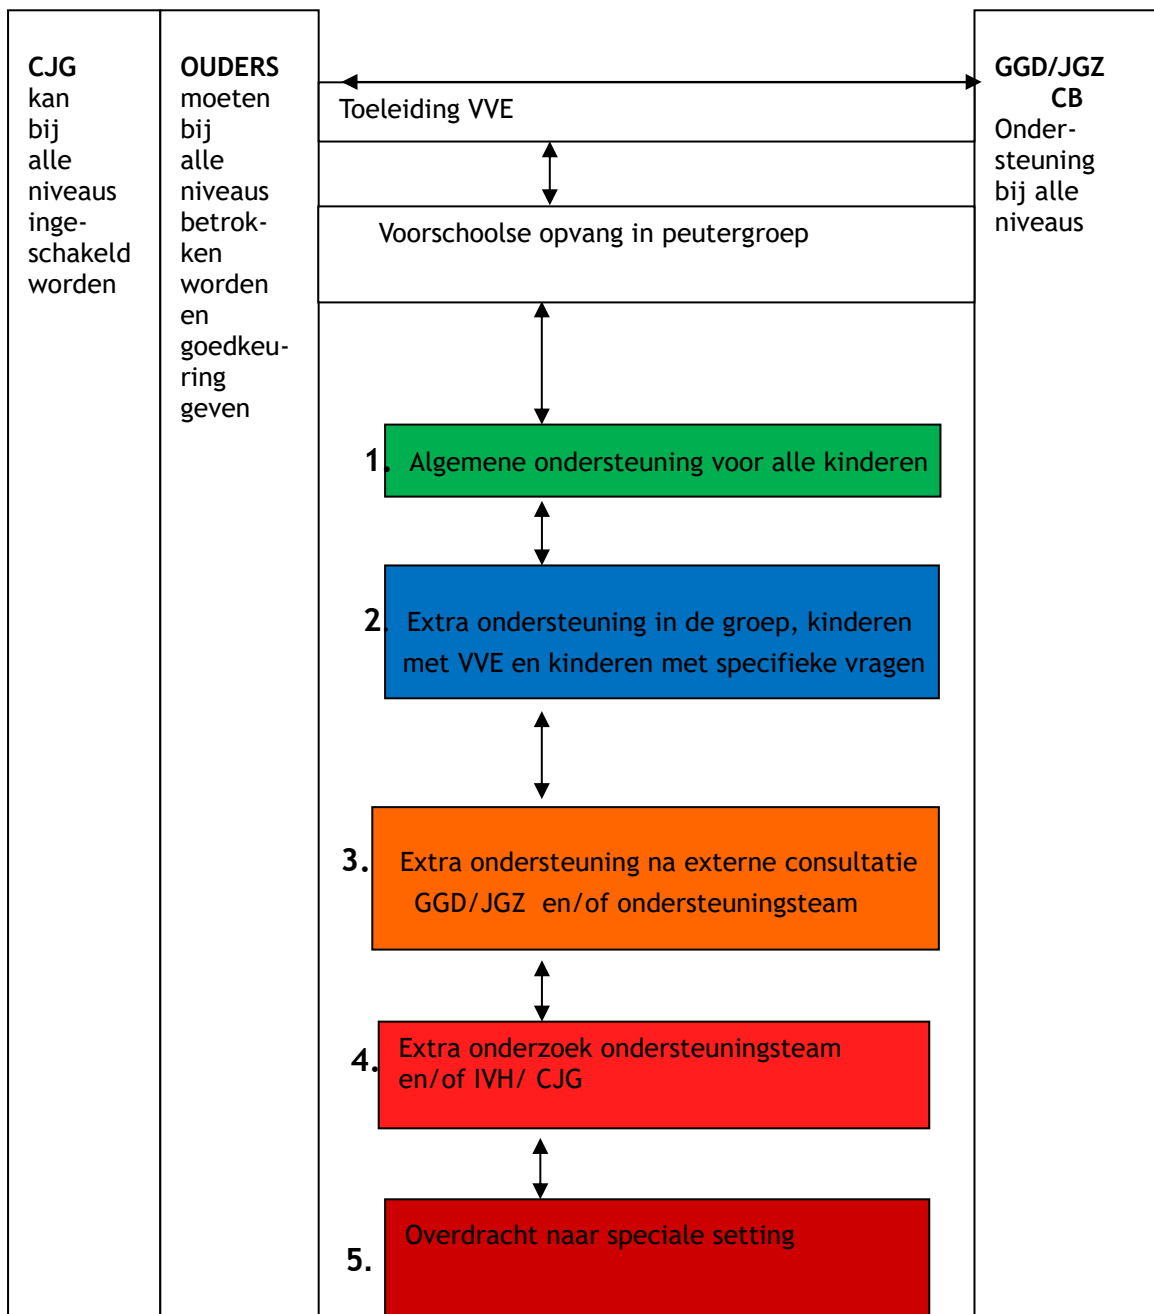 CJG
kan
bij
alle
niveaus
inge-
schakeld
worden
OUDERS
moeten
bij
alle
niveaus
betrok-
ken
worden
en
goedkeu-
ring
geven
GGD/JGZ
CB
Onder-
steuning
bij alle
niveaus
Toeleiding VVE
Voorschoolse opvang in peutergroep
1. Algemene ondersteuning voor alle kinderen
2. Extra ondersteuning in de groep, kinderen
met VVE en kinderen met specifieke vragen
3. Extra ondersteuning na externe consultatie
GGD/JGZ en/of ondersteuningsteam
4. Extra onderzoek ondersteuningsteam
en/of IVH/ CJG
5. Overdracht naar speciale setting